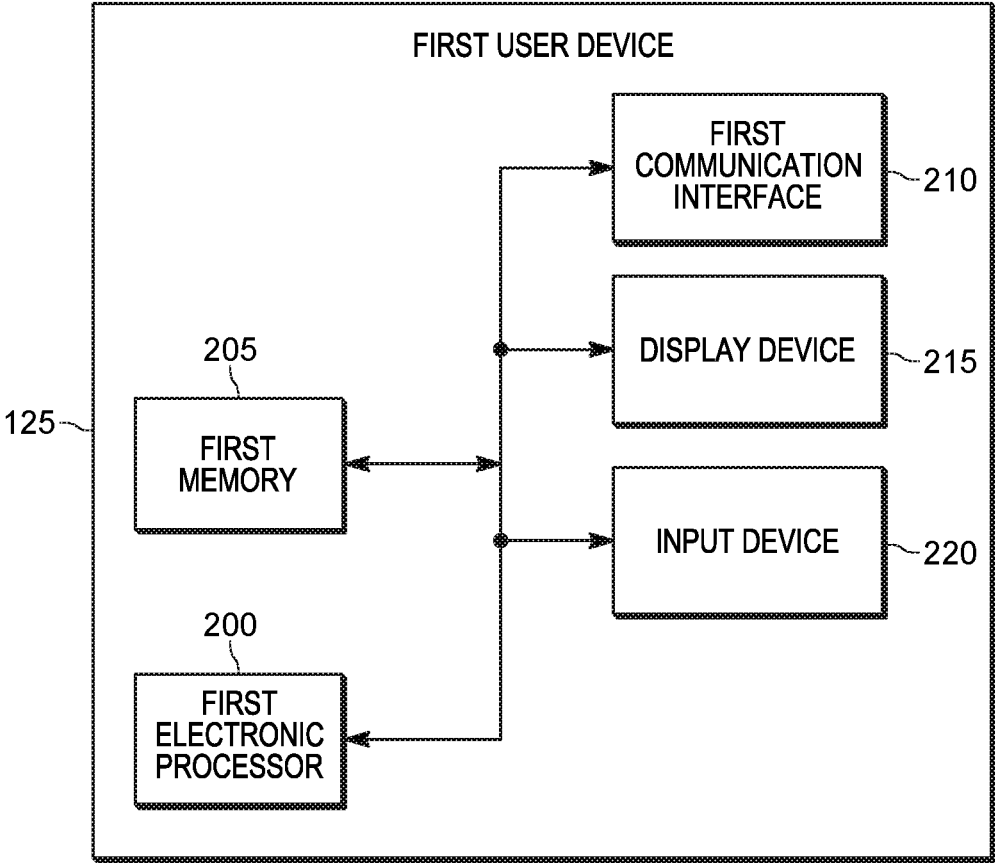 FIRST USER DEVICE
FIRST
COMMUNICATION
INTERFACE
210
DISPLAY DEVICE
215
205
125
FIRST
MEMORY
INPUT DEVICE
220
200
FIRST
ELECTRONIC
PROCESSOR